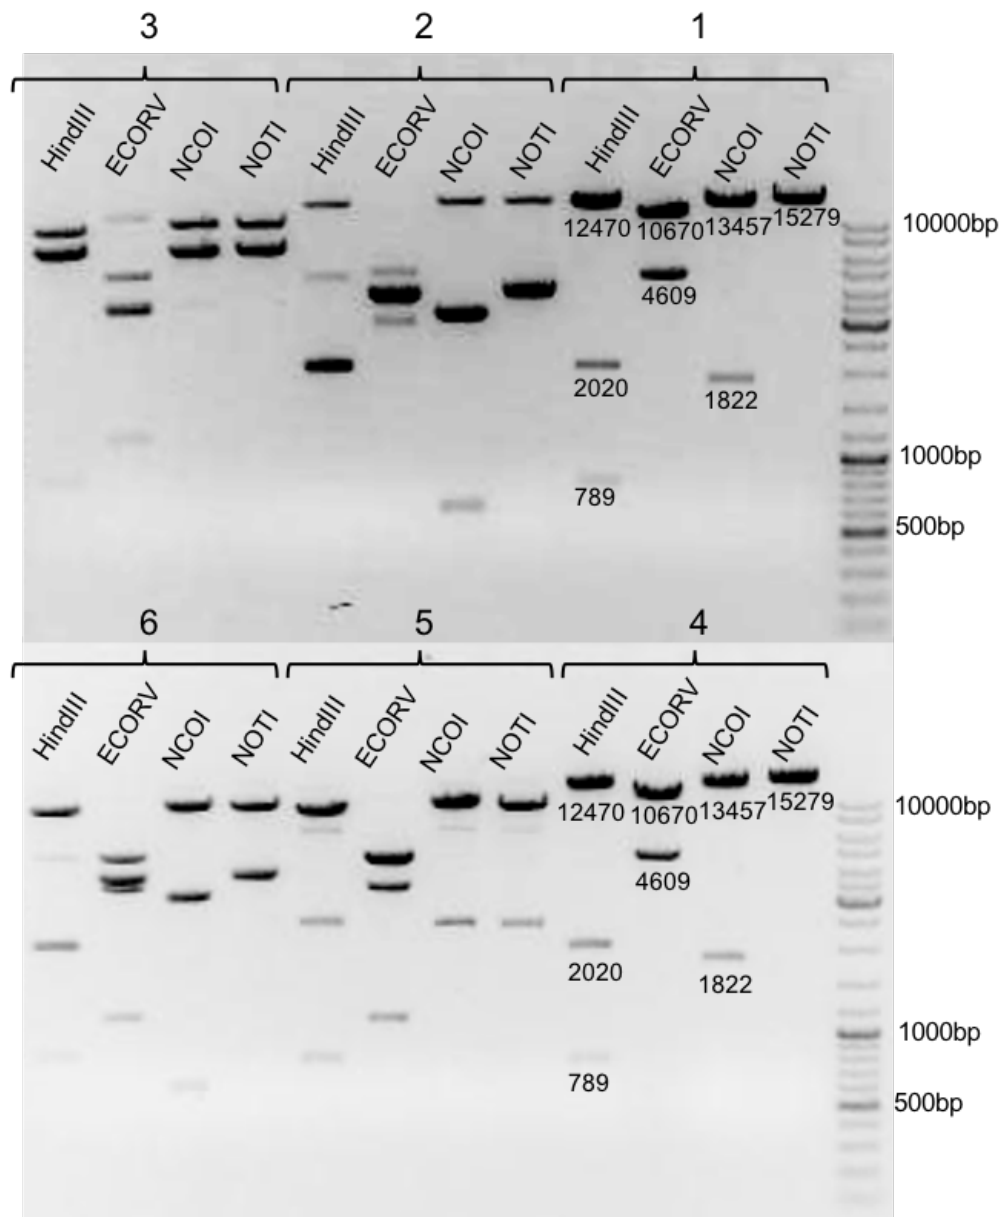 3 2 1
HindIII ECORV NCOI NOTI HindIII ECORV NCOI NOTI HindIII ECORV NCOI NOTI
12470 10670 13457 15279 10000bp
4609
2020 1822
1000bp
789
500bp
6 5 4
HindIII ECORV NCOI NOTI HindIII ECORV NCOI NOTI HindIII ECORV NCOI NOTI
12470 10670 13457 15279 10000bp
4609
2020 1822
1000bp
789
500bp